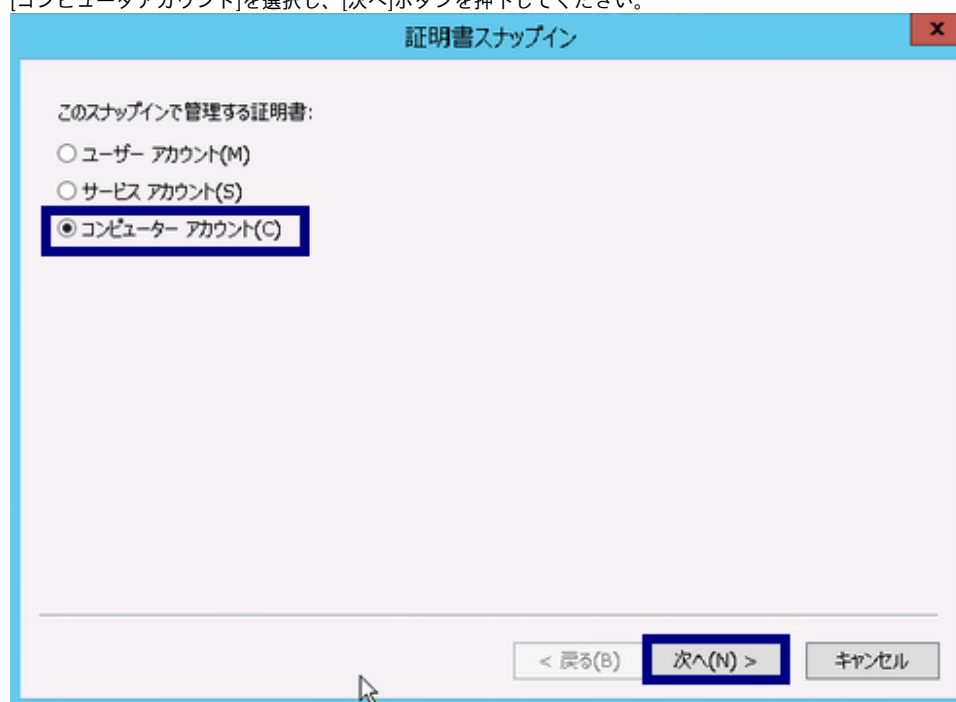 [コンピュータアカウント]を選択し、[次へ]ボタンを押下してください。
証明書スナップイン
x
このスナップインで管理する証明書:
ユーザー アカウント(M)
サービス アカウント(S)
コンピューター アカウント(C)
< 戻る(B) 次へ(N) > キャンセル